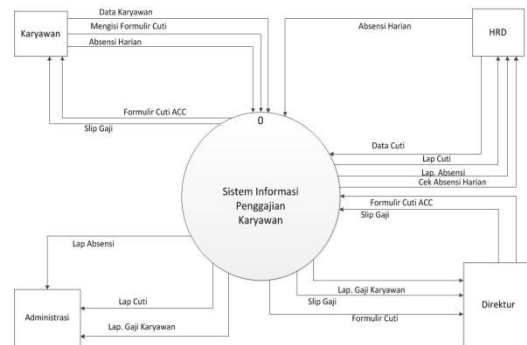 Karyawan
Data Karyawan
Mengisi Formulir Cuti
Absensi Harian
Formulir Cuti ACC
Slip Gaji
Absensi Harian
HRD
0
Data Cuti
Lap Cuti
Lap. Absensi
Cek Absensi Harian
Sistem Informasi
Penggajian
Karyawan
Formulir Cuti ACC
Slip Gaji
Lap Absensi
Lap Cuti
Administrasi
Lap. Gaji Karyawan
Lap. Gaji Karyawan
Slip Gaji
Direktur
Formulir Cuti